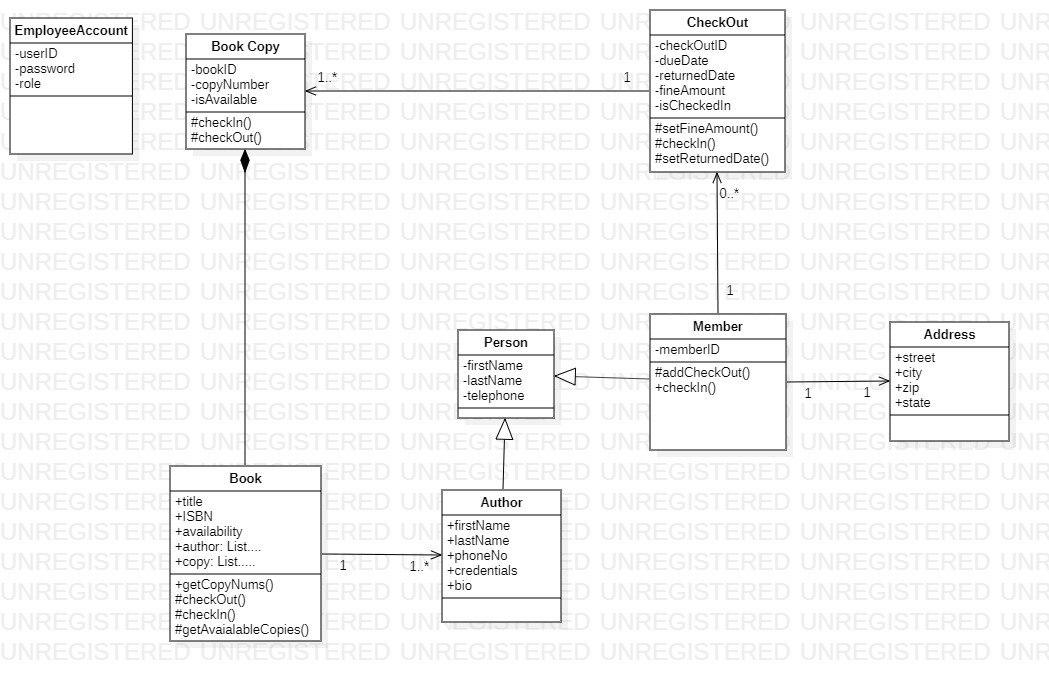 EmployeeAccount
-userID
-password
-role
Book Copy
-bookID
-copyNumber
-isAvailable
#checkIn()
#checkOut()
1..*
1
CheckOut
-checkOutID
-dueDate
-returnedDate
-fineAmount
-isCheckedIn
#setFineAmount()
#checkIn()
#setReturnedDate()
0..*
1
Person
-firstName
-lastName
-telephone
Member
-memberID
#addCheckOut()
+checkIn()
1
1
Address
+street
+city
+zip
+state
Book
+title
+ISBN
+availability
+author: List....
+copy: List.....
+getCopyNums()
#checkOut()
#checkIn()
#getAvaialableCopies()
1
1..*
Author
+firstName
+lastName
+phoneNo
+credentials
+bio
UNREGISTERED